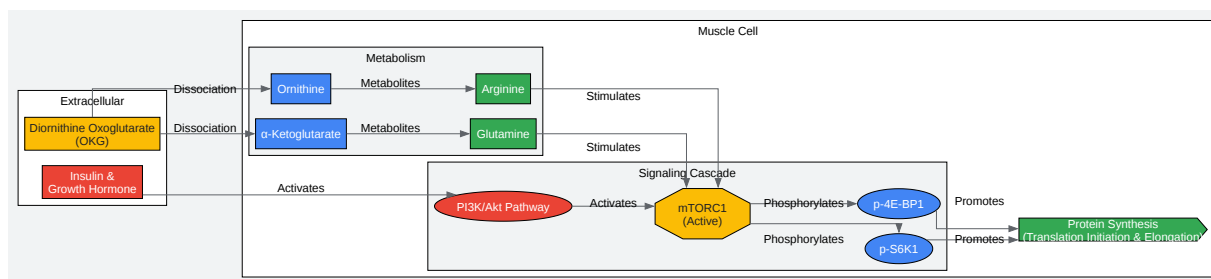 Muscle Cell
Metabolism
Dissociation
Ornithine
Metabolites
Arginine
Stimulates
Extracellular
Diornithine Oxoglutarate
(OKG)
Dissociation
α-Ketoglutarate
Metabolites
Glutamine
Stimulates
Insulin &
Growth Hormone
Activates
Signaling Cascade
PI3K/Akt Pathway
Activates
mTORC1
(Active)
Phosphorylates
p-4E-BP1
Promotes
Phosphorylates
p-S6K1
Promotes
Protein Synthesis
(Translation Initiation & Elongation)